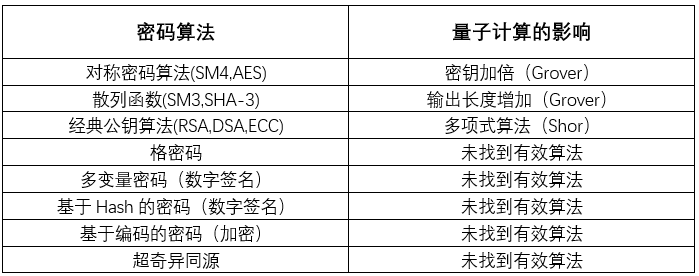 密码算法 量子计算的影响
对称密码算法(SM4,AES) 密钥加倍（Grover）
散列函数(SM3,SHA-3) 输出长度增加（Grover）
经典公钥算法(RSA,DSA,ECC) 多项式算法（Shor）
格密码 未找到有效算法
多变量密码（数字签名） 未找到有效算法
基于 Hash 的密码（数字签名） 未找到有效算法
基于编码的密码（加密） 未找到有效算法
超奇异同源 未找到有效算法